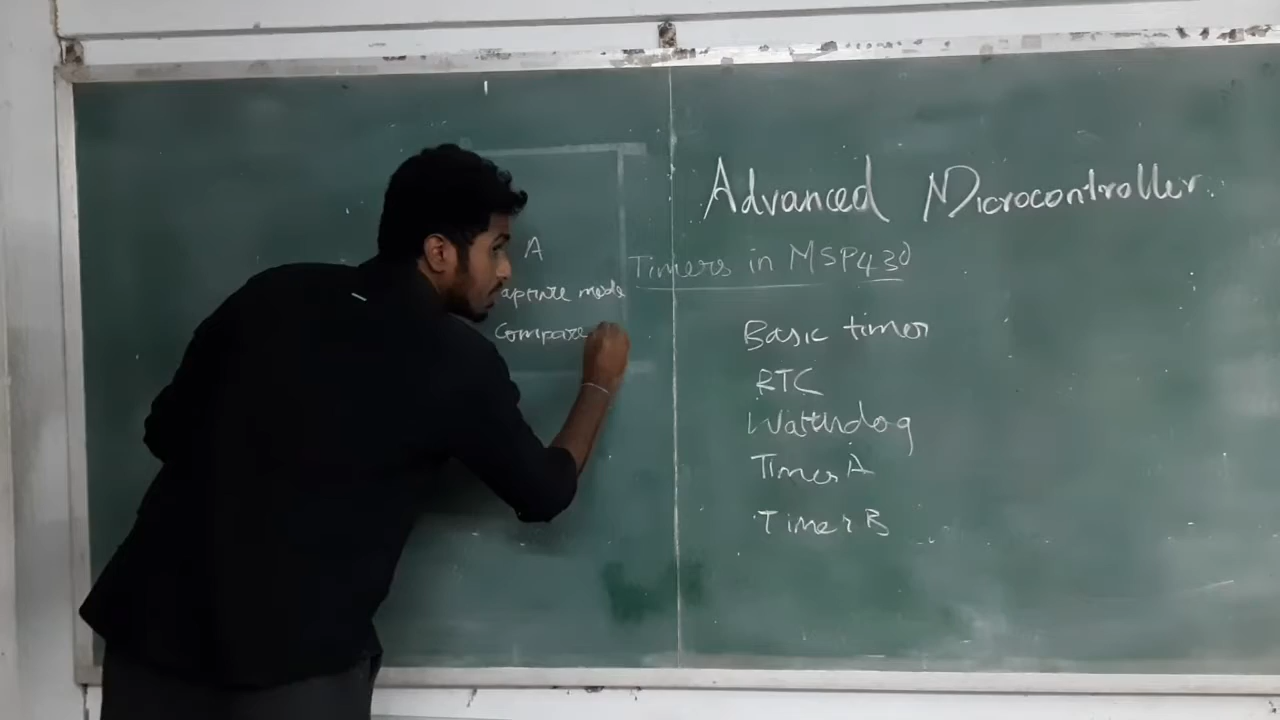 Advanced Microcontroller
Timers in MSP430
Basic timer
RTC
Watchdog
Timer A
Timer B
A
apture mode
Compare